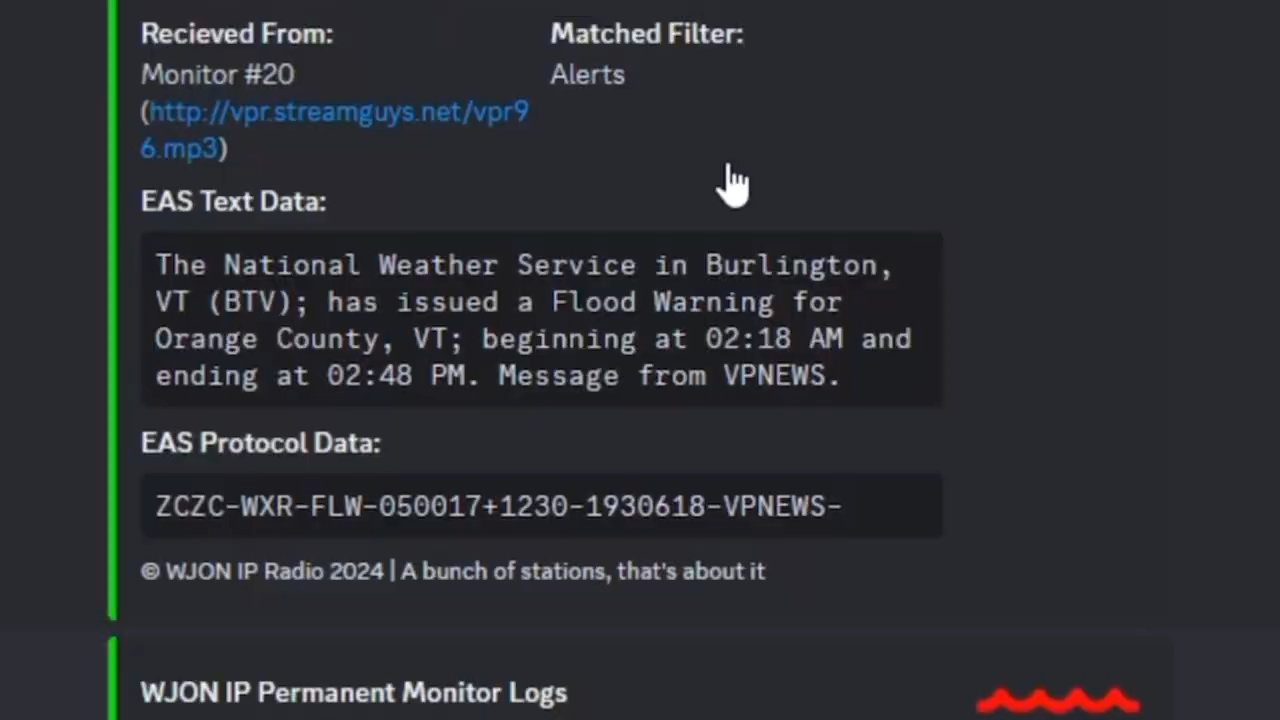 Recieved From:
Matched Filter:
Monitor #20
(http://vpr.streamguys.net/vpr9
6.mp3)
Alerts
EAS Text Data:
The National Weather Service in Burlington,
VT (BTV); has issued a Flood Warning for
Orange County, VT; beginning at 02:18 AM and
ending at 02:48 PM. Message from VPNEWS.
EAS Protocol Data:
ZCZC-WXR-FLW-050017+1230-1930618-VPNEWS-
© WJON IP Radio 2024 | A bunch of stations, that's about it
WJON IP Permanent Monitor Logs